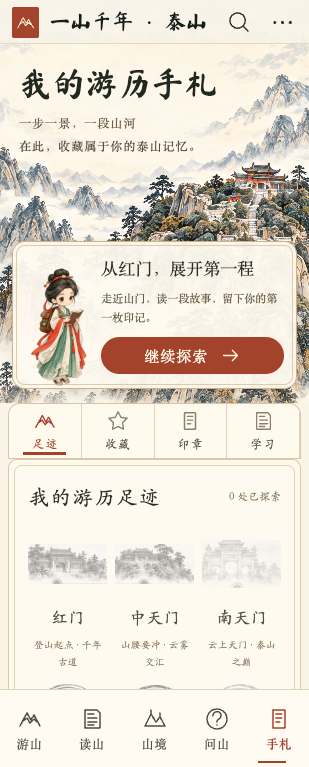 一山千年 · 泰山
我的游历手札
一步一景，一段山河
在此，收藏属于你的泰山记忆。
从红门，展开第一程
走近山门，读一段故事，留下你的第
一枚印记。
继续探索 →
足迹
收藏
印章
学习
我的游历足迹
0 处已探索
红门
中天门
南天门
登山起点 · 千年
古道
山腰要冲 · 云雾
交汇
云上天门 · 泰山
之巅
游山
读山
山境
问山
手札